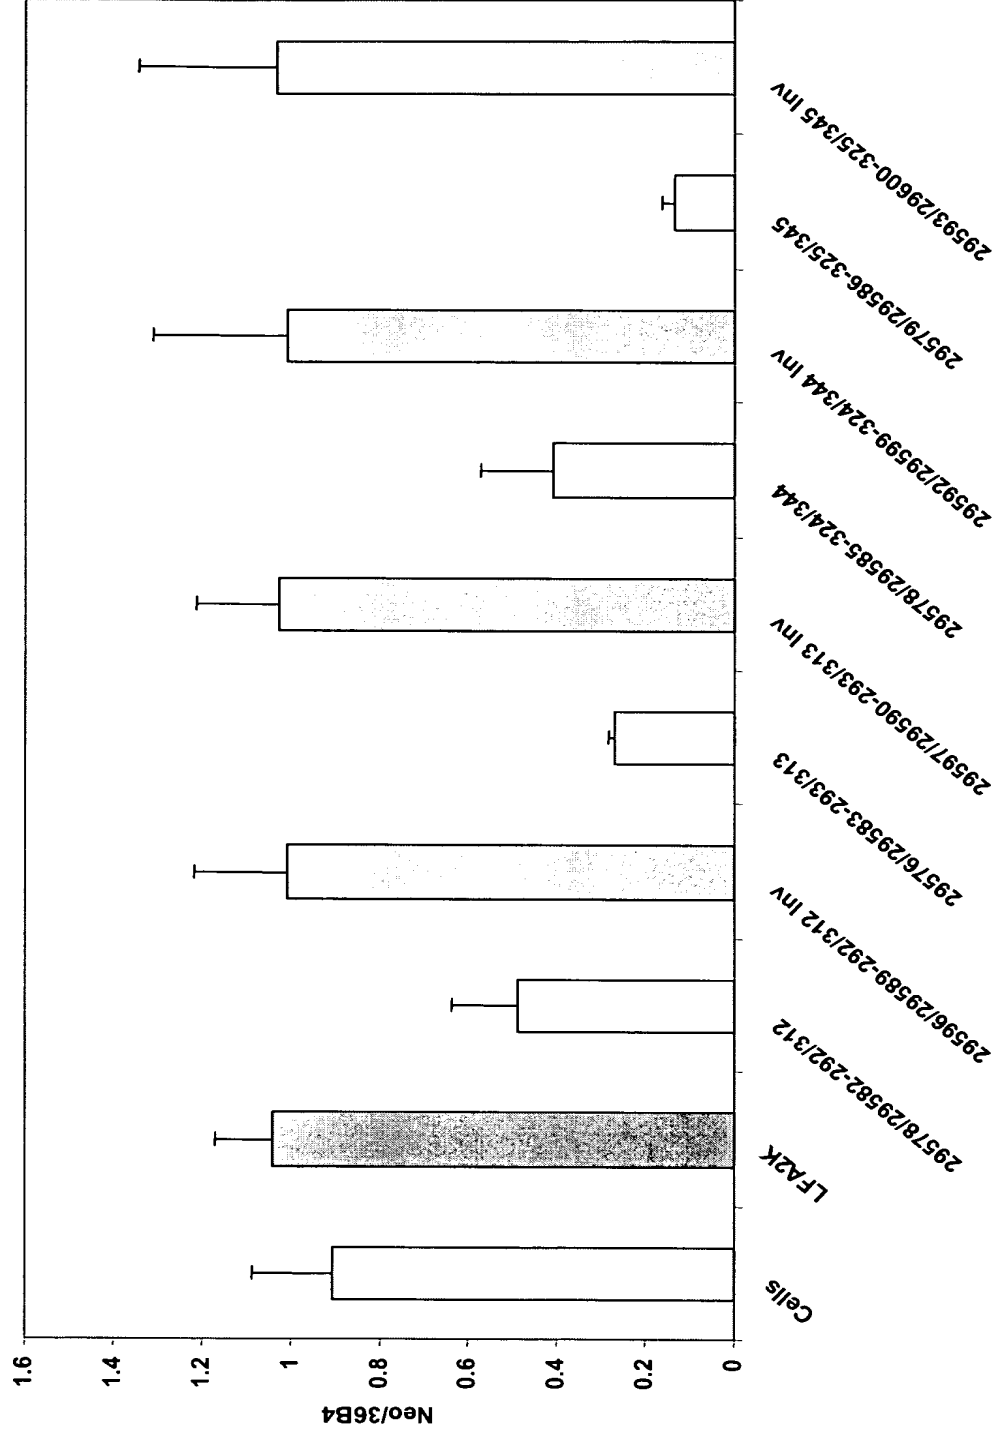 Neo/36B4
1.6
1.4
1.2
1
0.8
0.6
0.4
0.2
0
Cells
LFA2K
29578/29582-292/312
29596/29589-292/312 Inv
29576/29583-293/313
29597/29590-293/313 Inv
29578/29585-324/344
29592/29599-324/344 Inv
29579/29586-325/345
29593/29600-325/345 Inv